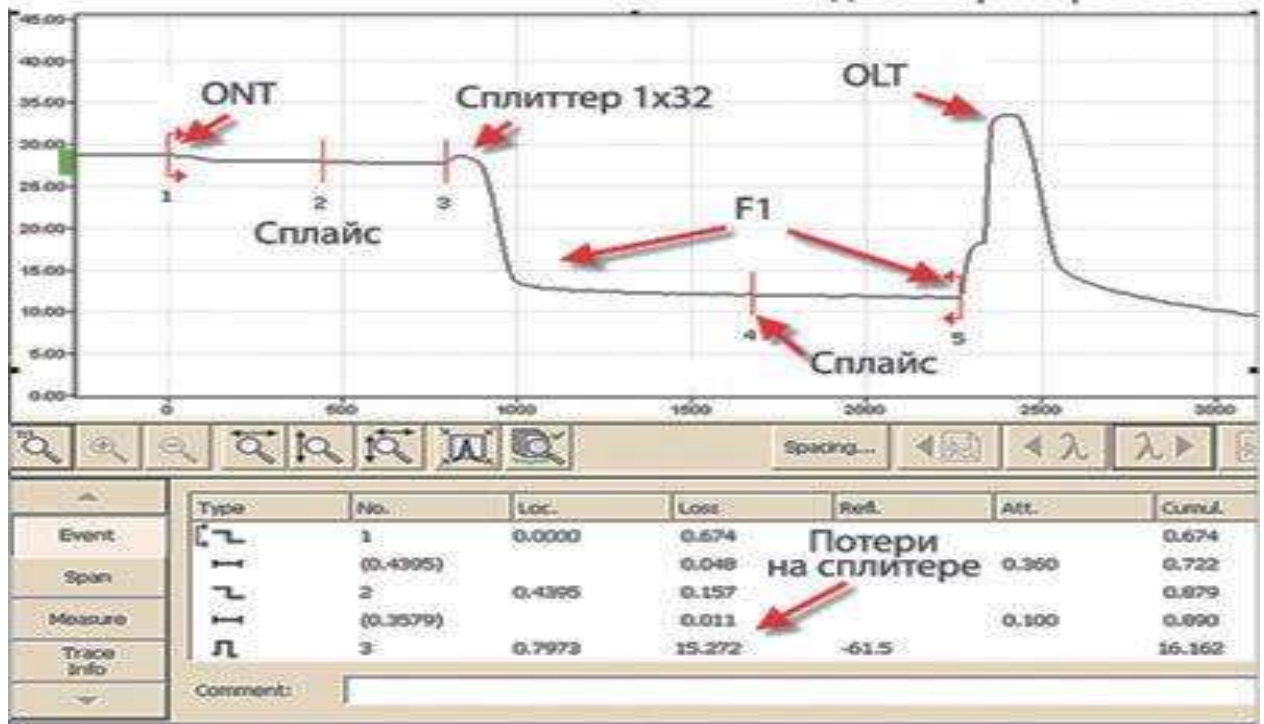 45.00
40.00
35.00
30.00
25.00
20.00
15.00
10.00
5.00
0.00
ONT
Сплиттер 1x32
OLT
1
2
3
Сплайс
F1
4
5
Сплайс
0
500
1000
1500
2000
2500
3000
Spacing...
λ
λ
Event
Span
Measure
Trace
Info
Type No. Loc. Loss Refl. Att. Cumul.
1 0.0000 0.674 0.674
(0.4395) 0.048 0.360 0.722
2 0.4395 0.157 0.879
(0.3579) 0.011 0.100 0.890
3 0.7973 15.272 -61.5 16.162
Потери
на сплитере
Comment: